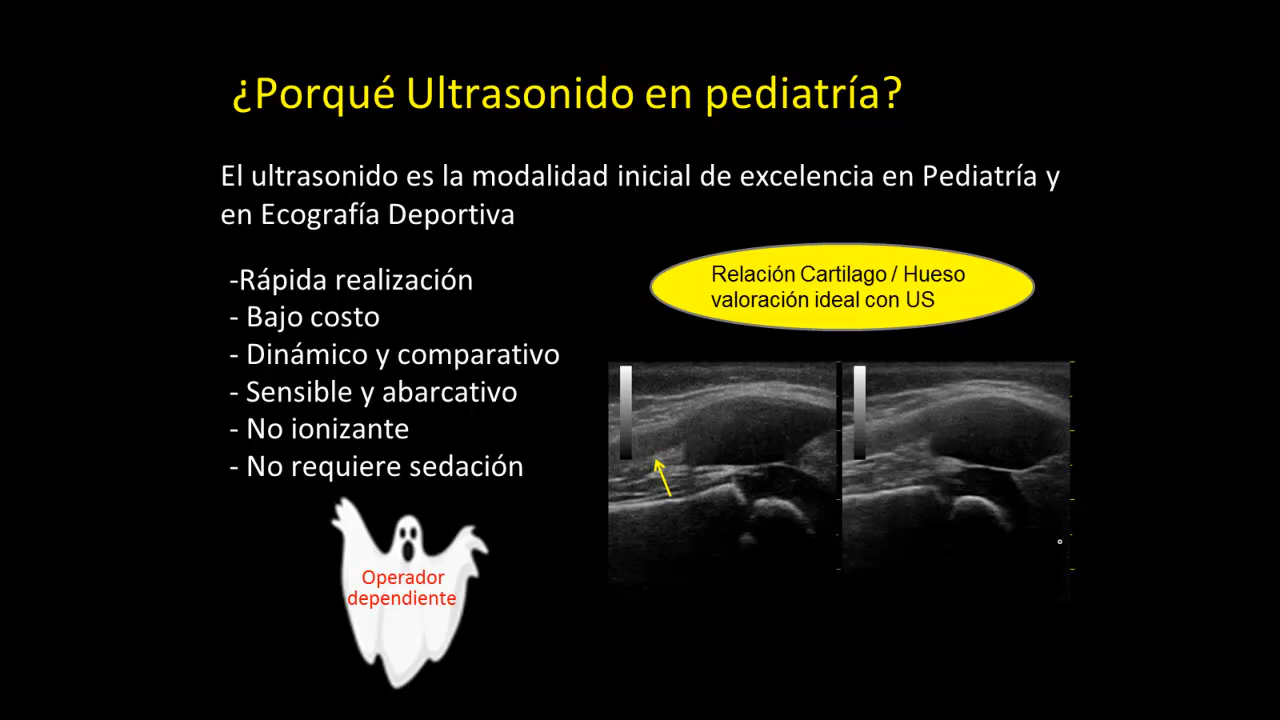 ¿Porqué Ultrasonido en pediatría?
El ultrasonido es la modalidad inicial de excelencia en Pediatría y
en Ecografía Deportiva
-Rápida realización
- Bajo costo
- Dinámico y comparativo
- Sensible y abarcativo
- No ionizante
- No requiere sedación
Relación Cartilago / Hueso
valoración ideal con US
Operador
dependiente